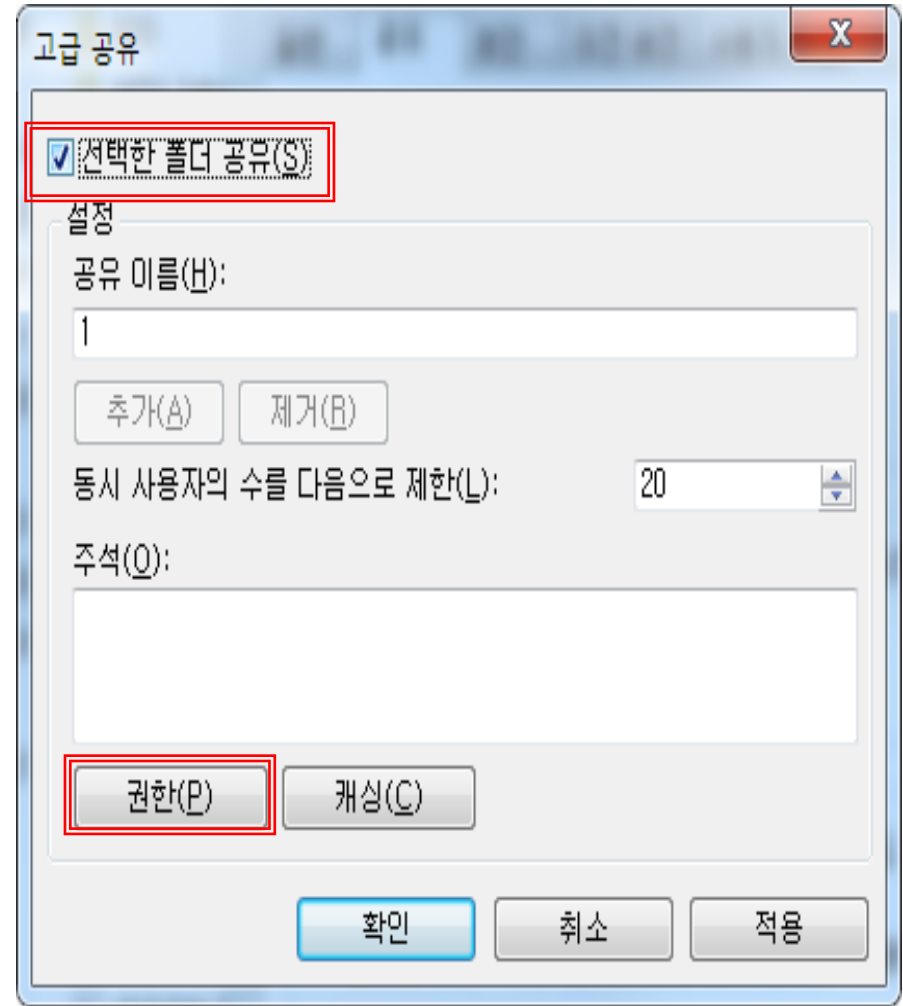 고급 공유
선택한 폴더 공유(S)
설정
공유 이름(H):
1
추가(A) 제거(R)
동시 사용자의 수를 다음으로 제한(L): 20
주석(O):
권한(P) 캐싱(C)
확인 취소 적용